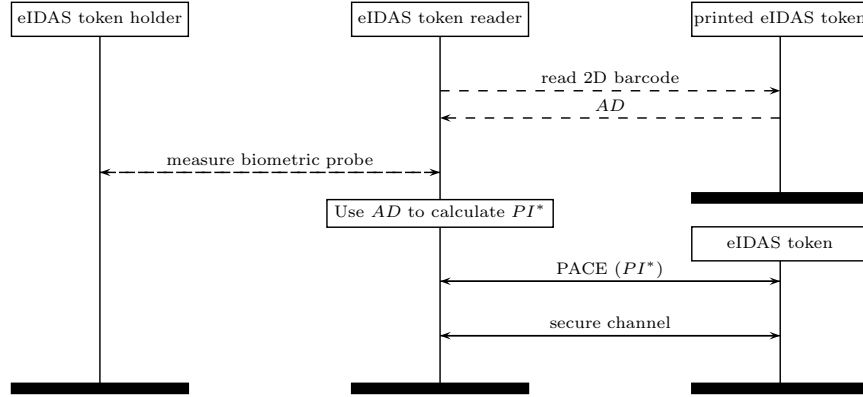 eIDAS token holder
eIDAS token reader
printed eIDAS token
read 2D barcode
AD
measure biometric probe
Use AD to calculate PI*
eIDAS token
PACE (PI*)
secure channel